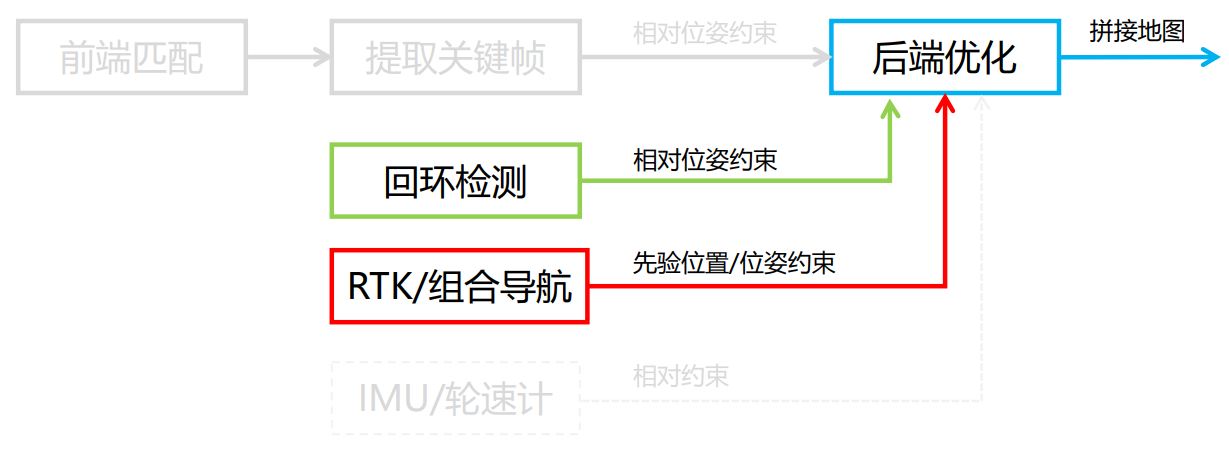 前端匹配
提取关键帧
相对位姿约束
后端优化
拼接地图
回环检测
相对位姿约束
RTK/组合导航
先验位置/位姿约束
IMU/轮速计
相对约束